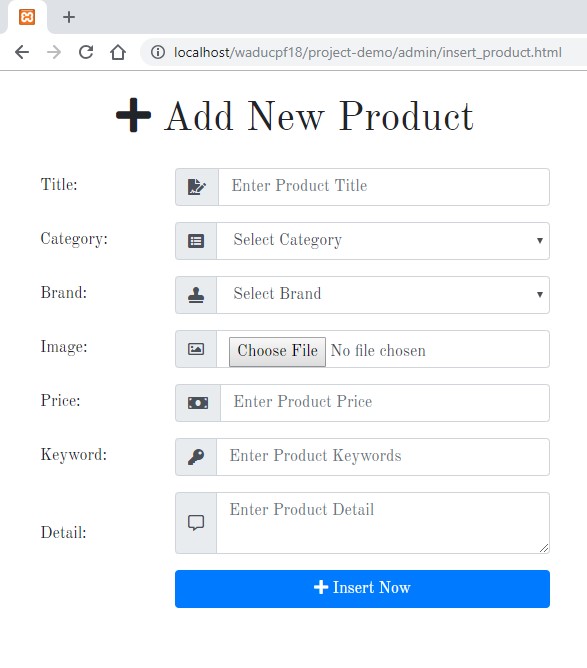 localhost/waducpf18/project-demo/admin/insert_product.html
Add New Product
Title:
Enter Product Title
Category:
Select Category
Brand:
Select Brand
Image:
Choose File No file chosen
Price:
Enter Product Price
Keyword:
Enter Product Keywords
Detail:
Enter Product Detail
Insert Now